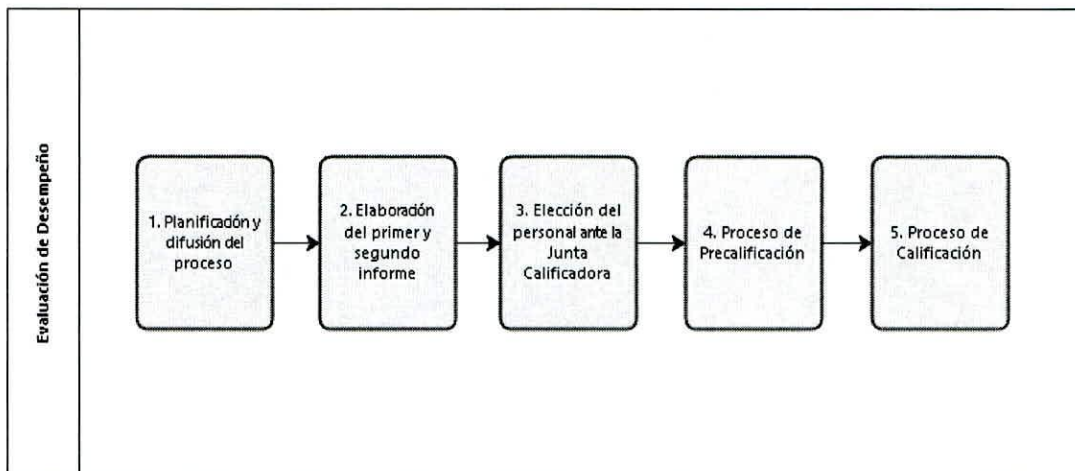 Evaluación de Desempeño
1. Planificación y
difusión del
proceso
2. Elaboración
del primer y
segundo
informe
3. Elección del
personal ante la
Junta
Calificadora
4. Proceso de
Precalificación
5. Proceso de
Calificación